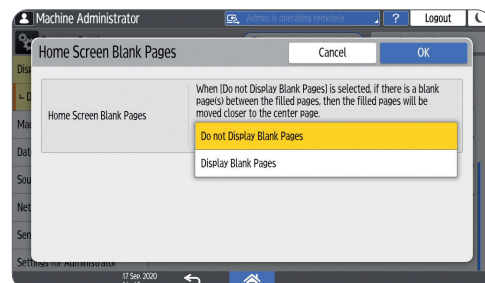 Machine Administrator
Admin is operating remotely
?
Logout
Home Screen Blank Pages
Cancel
OK
Home Screen Blank Pages
When [Do not Display Blank Pages] is selected, if there is a blank
page(s) between the filled pages, then the filled pages will be
moved closer to the center page.
Do not Display Blank Pages
Display Blank Pages
Settings for Administrator
17 Sep. 2020